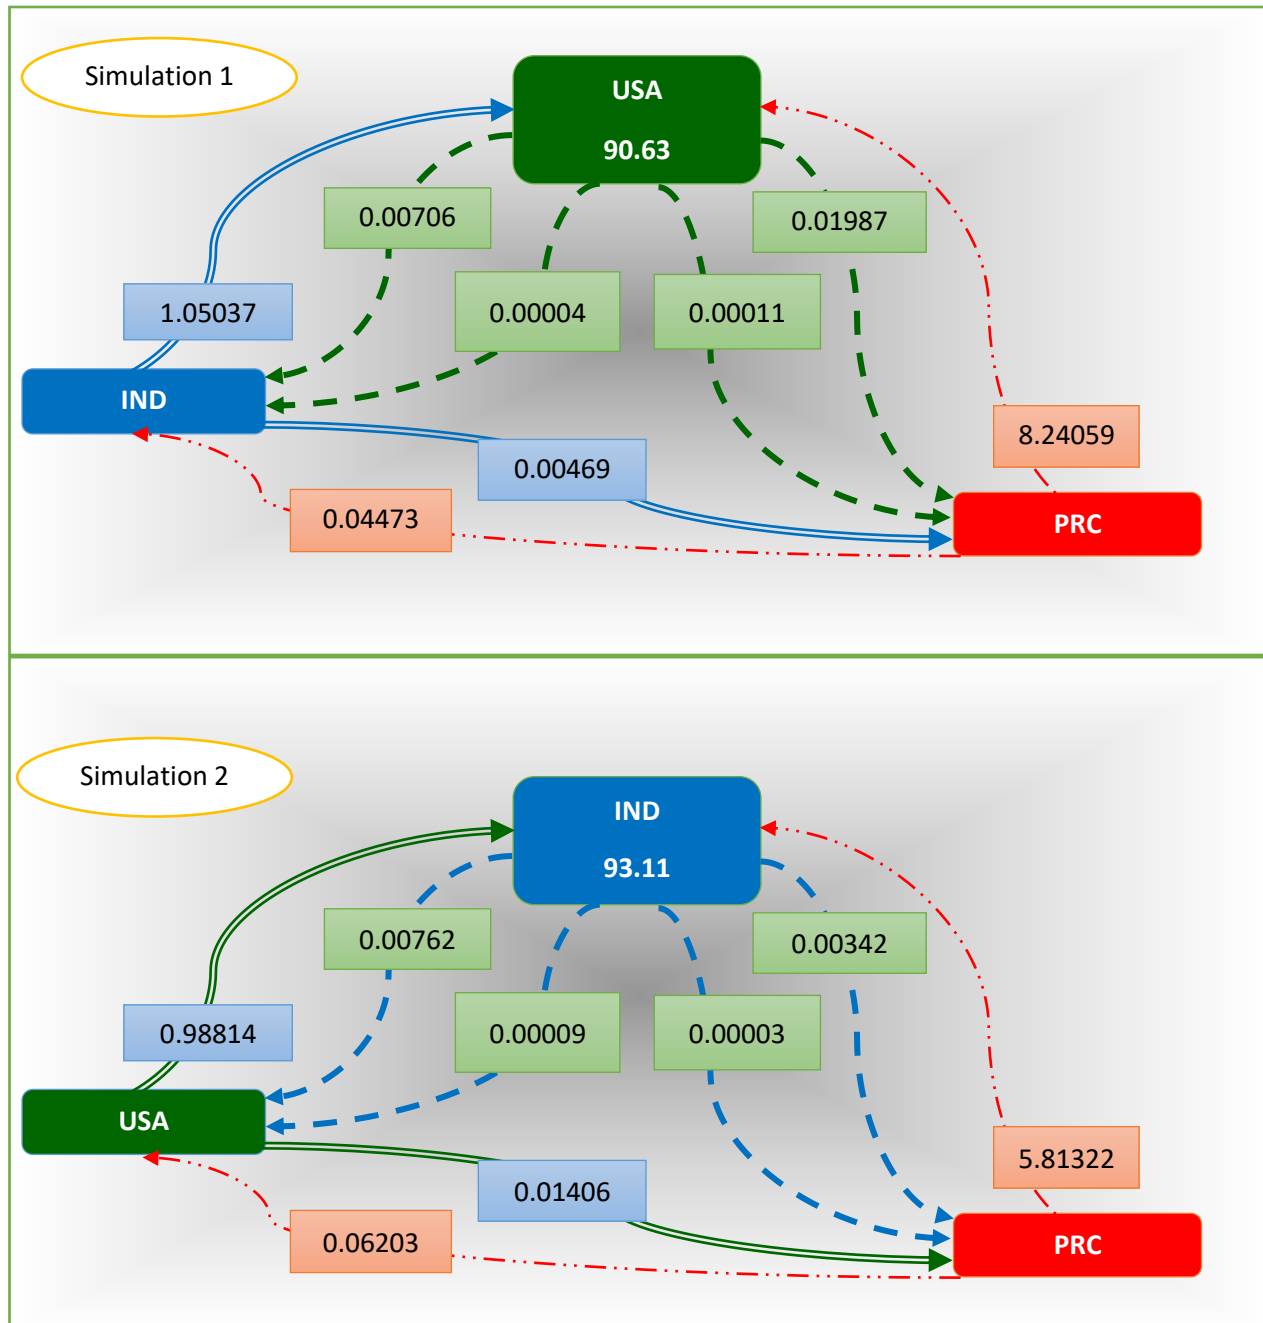 Simulation 1
USA
90.63
0.00706
0.01987
0.00004
0.00011
1.05037
IND
8.24059
0.00469
0.04473
PRC
Simulation 2
IND
93.11
0.00762
0.00342
0.00009
0.00003
0.98814
USA
5.81322
0.01406
0.06203
PRC